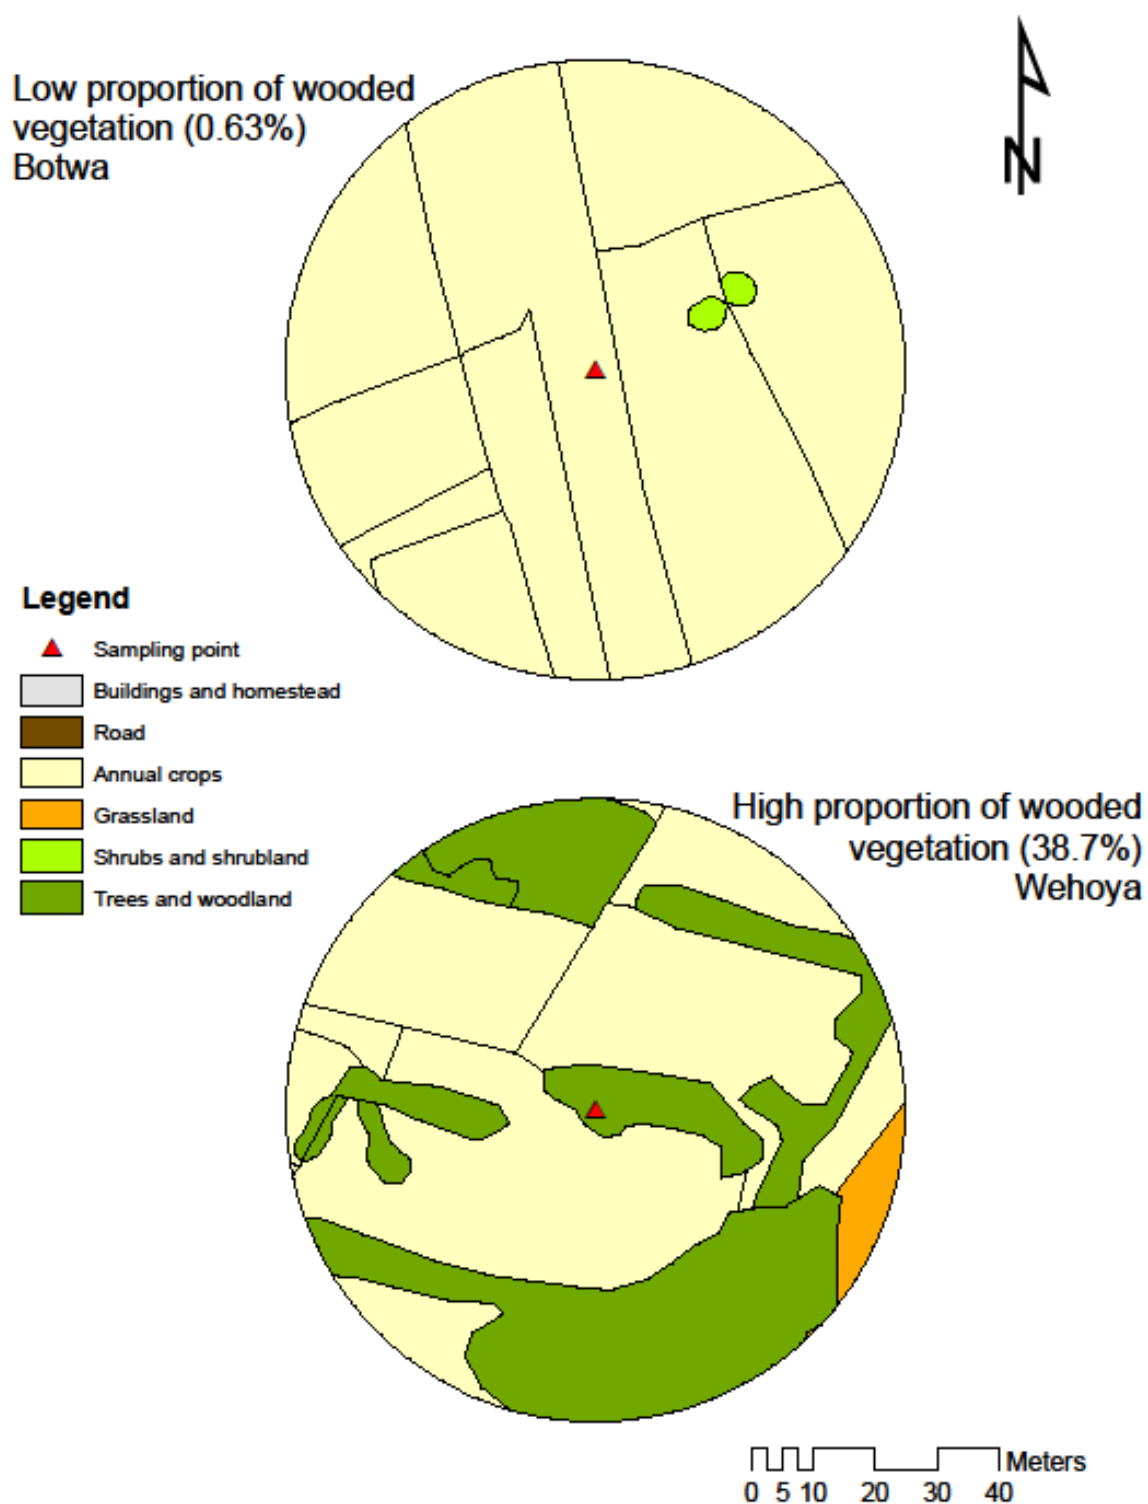 Low proportion of wooded
vegetation (0.63%)
Botwa
N
Legend
Sampling point
Buildings and homestead
Road
Annual crops
Grassland
Shrubs and shrubland
Trees and woodland
High proportion of wooded
vegetation (38.7%)
Wehoya
Meters
0 5 10 20 30 40